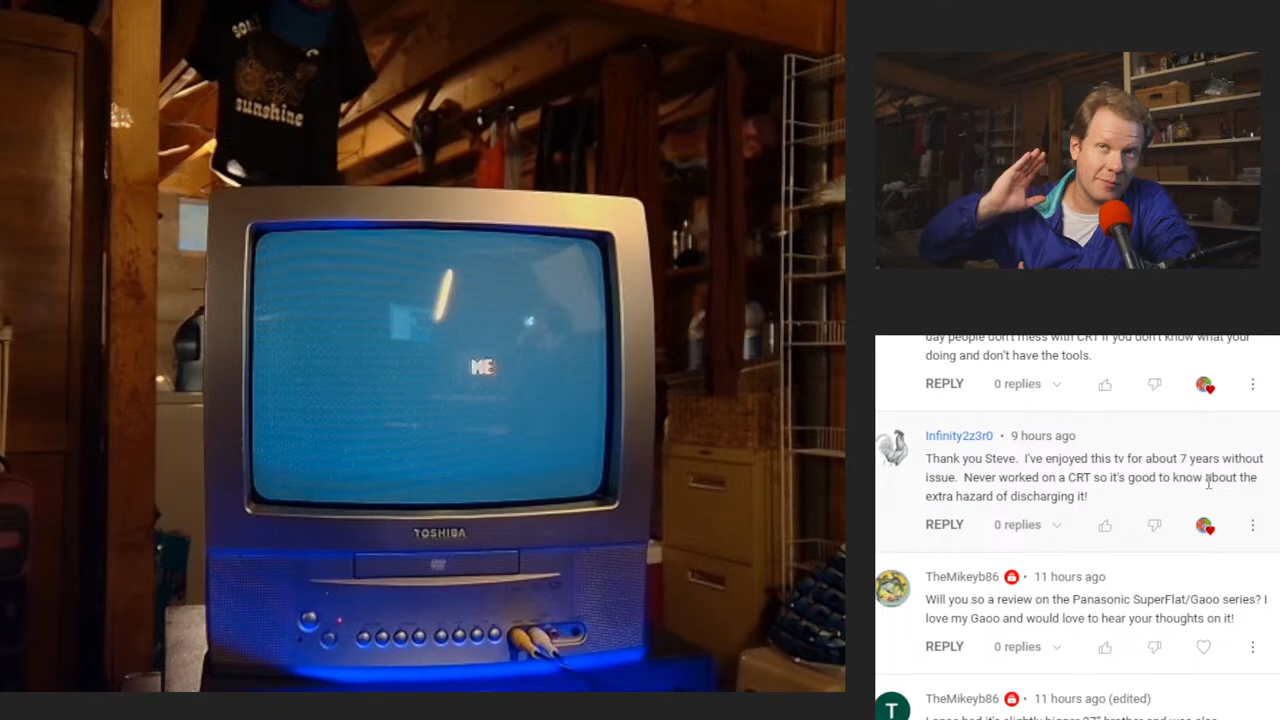 SOIL
sunshine
ME
TOSHIBA
day people don't mess with CRT if you don't know what your
doing and don't have the tools.
REPLY 0 replies
Infinity2z3r0 • 9 hours ago
Thank you Steve. I've enjoyed this tv for about 7 years without
issue. Never worked on a CRT so it's good to know about the
extra hazard of discharging it!
REPLY 0 replies
TheMikeyb86 • 11 hours ago
Will you so a review on the Panasonic SuperFlat/Gaoo series? I
love my Gaoo and would love to hear your thoughts on it!
REPLY 0 replies
T
TheMikeyb86 • 11 hours ago (edited)